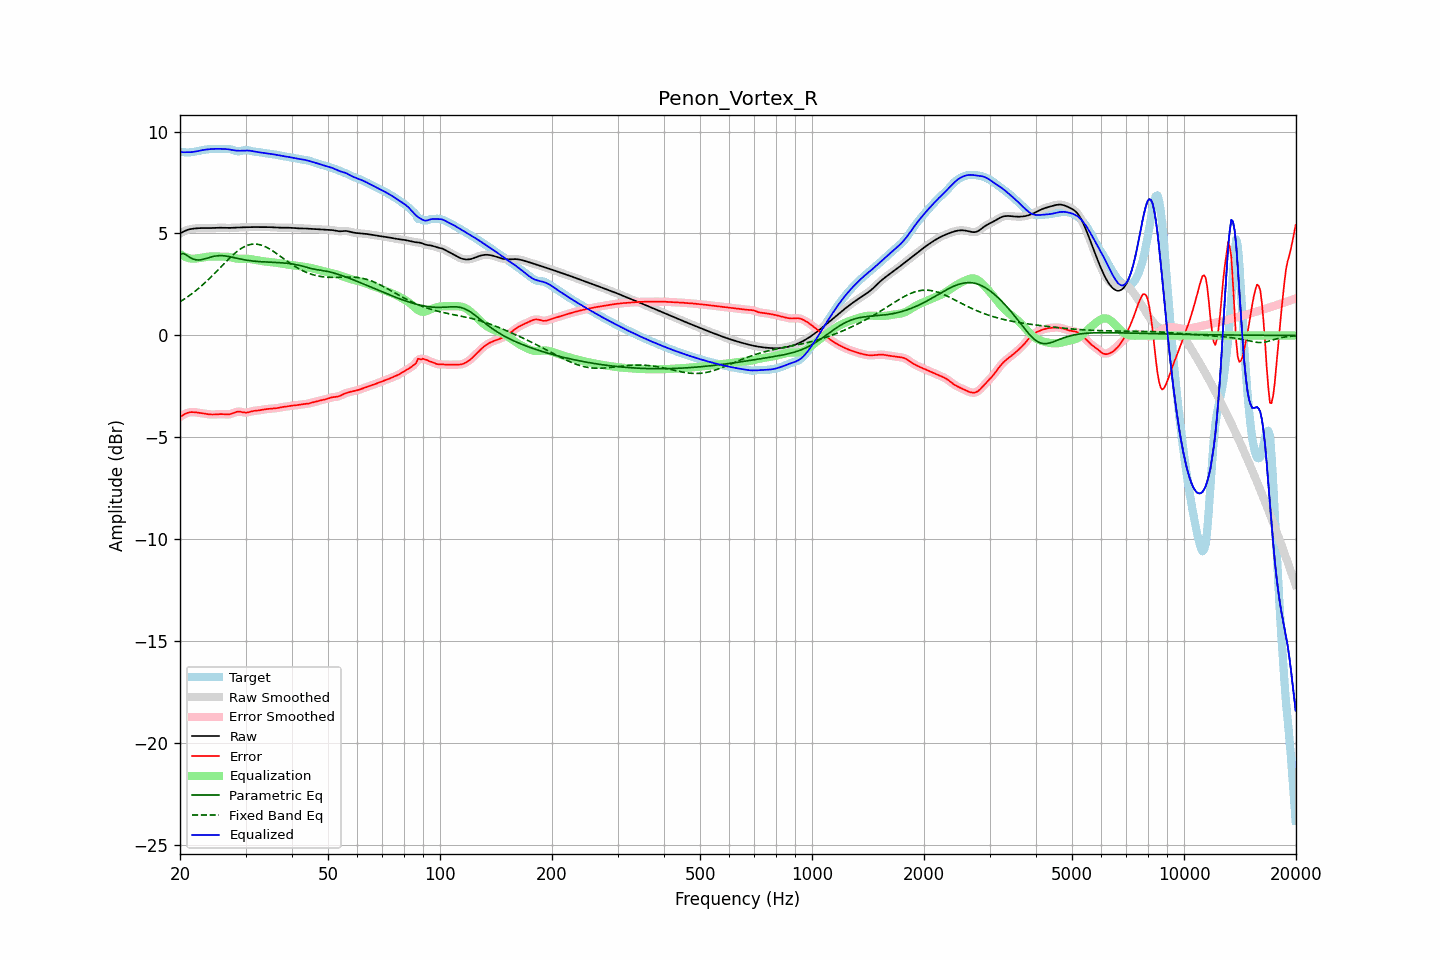 Penon_Vortex_R
Amplitude (dBr)
10
5
0
−5
−10
−15
−20
−25
Target
Raw Smoothed
Error Smoothed
Raw
Error
Equalization
Parametric Eq
Fixed Band Eq
Equalized
20 50 100 200 500 1000 2000 5000 10000 20000
Frequency (Hz)